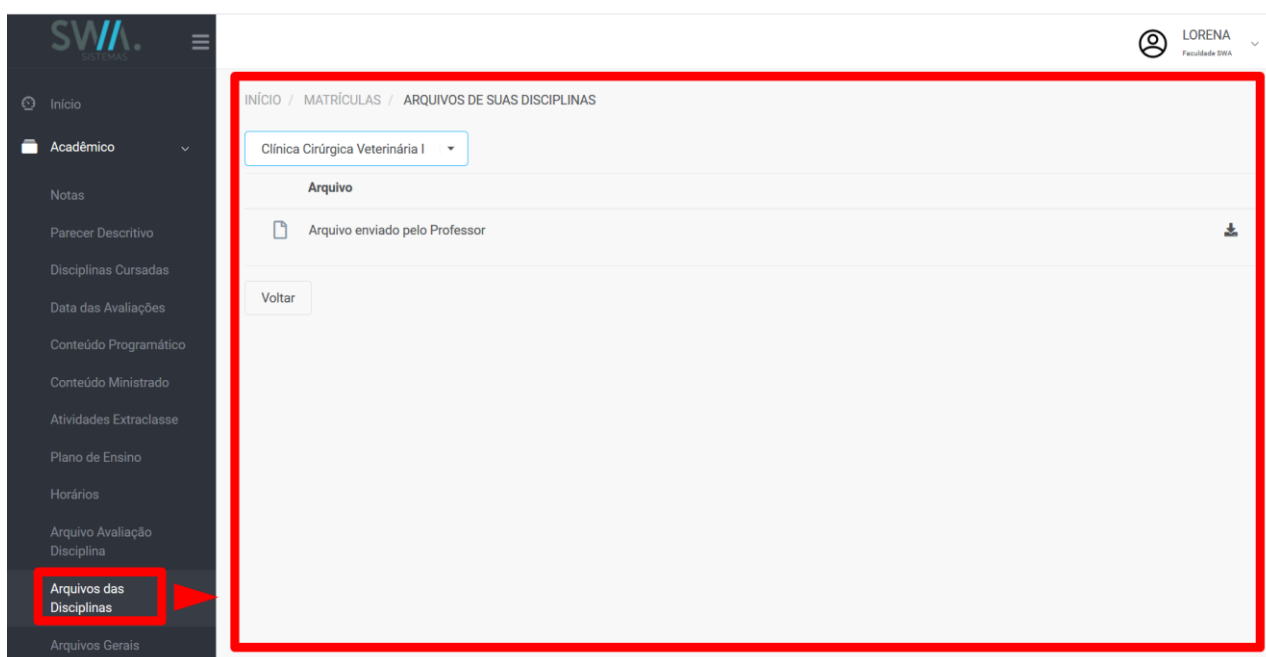 SWA.
SISTEMAS
LORENA
Faculdade SWA
Início
Acadêmico
Notas
Parecer Descritivo
Disciplinas Cursadas
Data das Avaliações
Conteúdo Programático
Conteúdo Ministrado
Atividades Extraclasse
Plano de Ensino
Horários
Arquivo Avaliação
Disciplina
Arquivos das
Disciplinas
Arquivos Gerais
INÍCIO / MATRÍCULAS / ARQUIVOS DE SUAS DISCIPLINAS
Clínica Cirúrgica Veterinária I
Arquivo
Arquivo enviado pelo Professor
Voltar